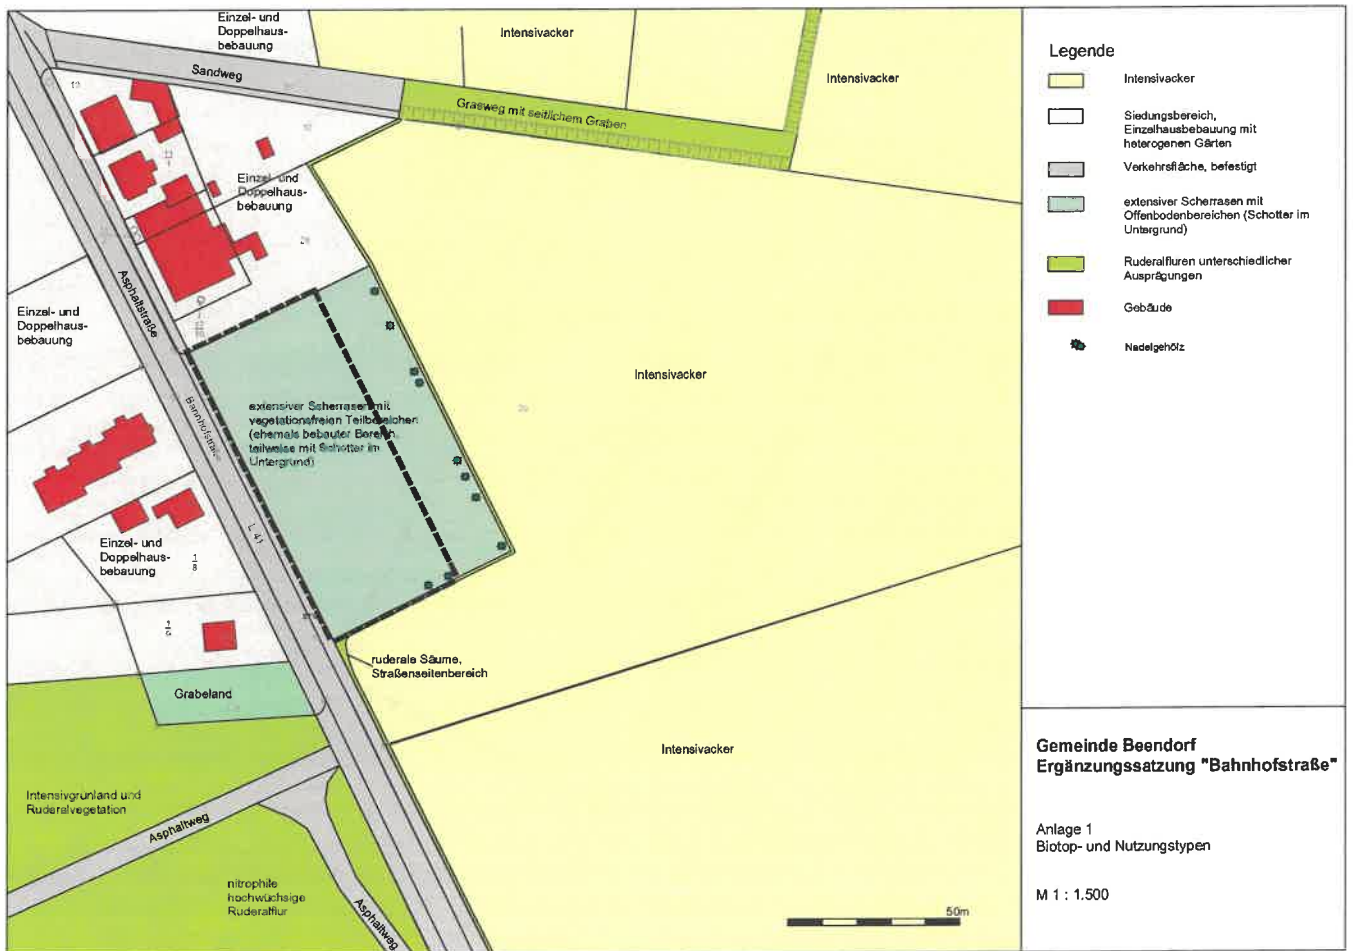 Einzel- und
Doppelhaus-
bebauung
Intensivacker
Intensivacker
Sandweg
Grasweg mit seitlichem Graben
Einzel- und
Doppelhaus-
bebauung
Asphaltstraße
Einzel- und
Doppelhaus-
bebauung
Intensivacker
Bahnhofstraße
extensiver Scherrasen mit
vegetationsfreien Teilbereichen
(ehemals bebauter Bereich,
teilweise mit Schotter im
Untergrund)
L 41
Einzel- und
Doppelhaus-
bebauung
1
8
1
9
ruderale Säume,
Straßenseitenbereich
Grabeland
Intensivacker
Intensivgrünland und
Ruderalvegetation
Asphaltweg
nitrophile
hochwüchsige
Ruderalflur
Asphaltweg
50m
Legende
Intensivacker
Siedungsbereich,
Einzelhausbebauung mit
heterogenen Gärten
Verkehrsfläche, befestigt
extensiver Scherrasen mit
Offenbodenbereichen (Schotter im
Untergrund)
Ruderalfluren unterschiedlicher
Ausprägungen
Gebäude
Nadelgehölz
Gemeinde Beendorf
Ergänzungssatzung "Bahnhofstraße"
Anlage 1
Biotop- und Nutzungstypen
M 1 : 1.500